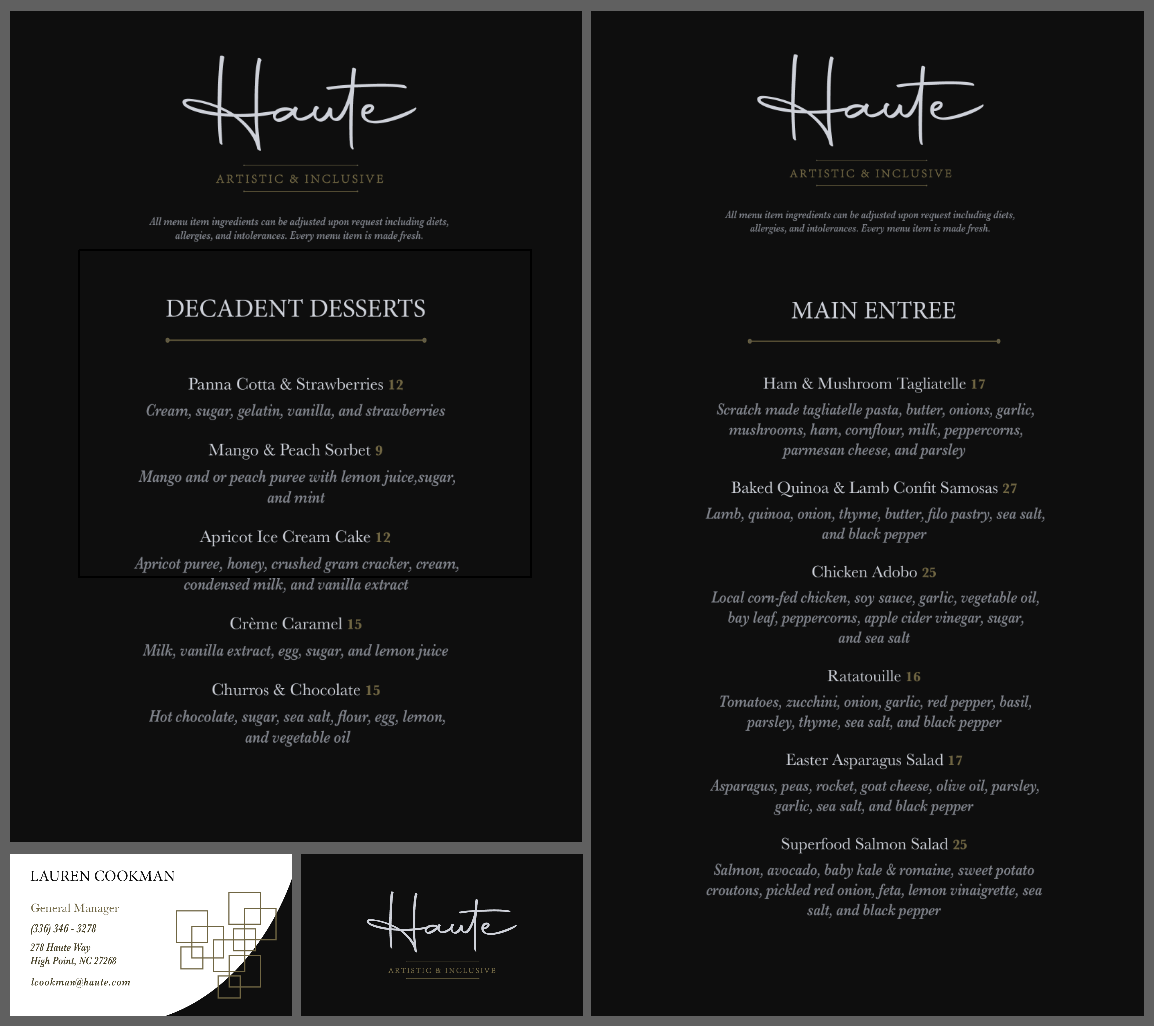 Haute
ARTISTIC & INCLUSIVE
All menu item ingredients can be adjusted upon request including diets,
allergies, and intolerances. Every menu item is made fresh.
DECADENT DESSERTS
Panna Cotta & Strawberries 12
Cream, sugar, gelatin, vanilla, and strawberries
Mango & Peach Sorbet 9
Mango and or peach puree with lemon juice,sugar,
and mint
Apricot Ice Cream Cake 12
Apricot puree, honey, crushed gram cracker, cream,
condensed milk, and vanilla extract
Crème Caramel 15
Milk, vanilla extract, egg, sugar, and lemon juice
Churros & Chocolate 15
Hot chocolate, sugar, sea salt, flour, egg, lemon,
and vegetable oil
Haute
ARTISTIC & INCLUSIVE
All menu item ingredients can be adjusted upon request including diets,
allergies, and intolerances. Every menu item is made fresh.
MAIN ENTREE
Ham & Mushroom Tagliatelle 17
Scratch made tagliatelle pasta, butter, onions, garlic,
mushrooms, ham, cornflour, milk, peppercorns,
parmesan cheese, and parsley
Baked Quinoa & Lamb Confit Samosas 27
Lamb, quinoa, onion, thyme, butter, filo pastry, sea salt,
and black pepper
Chicken Adobo 25
Local corn-fed chicken, soy sauce, garlic, vegetable oil,
bay leaf, peppercorns, apple cider vinegar, sugar,
and sea salt
Ratatouille 16
Tomatoes, zucchini, onion, garlic, red pepper, basil,
parsley, thyme, sea salt, and black pepper
Easter Asparagus Salad 17
Asparagus, peas, rocket, goat cheese, olive oil, parsley,
garlic, sea salt, and black pepper
Superfood Salmon Salad 25
Salmon, avocado, baby kale & romaine, sweet potato
croutons, pickled red onion, feta, lemon vinaigrette, sea
salt, and black pepper
LAUREN COOKMAN
General Manager
(336) 346 - 3278
278 Haute Way
High Point, NC 27268
lcookman@haute.com
Haute
ARTISTIC & INCLUSIVE